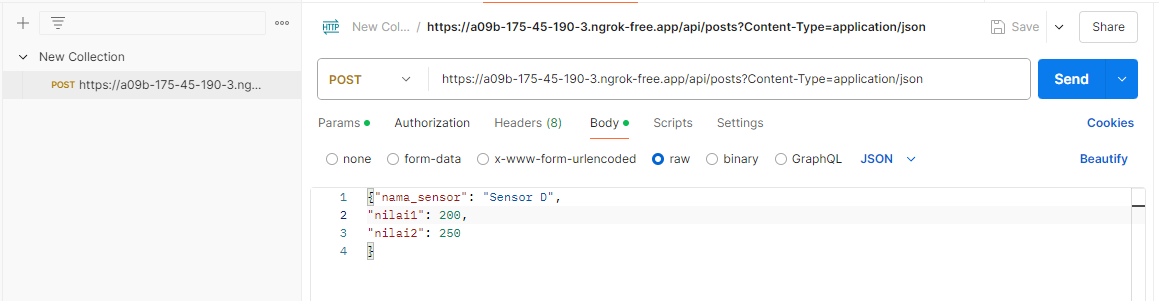 New Collection
POST https://a09b-175-45-190-3.ng...
HTTP New Col... / https://a09b-175-45-190-3.ngrok-free.app/api/posts?Content-Type=application/json
Save Share
POST https://a09b-175-45-190-3.ngrok-free.app/api/posts?Content-Type=application/json Send
Params Authorization Headers (8) Body Scripts Settings Cookies
none form-data x-www-form-urlencoded raw binary GraphQL JSON Beautify
1 {"nama_sensor": "Sensor D",
2 "nilai1": 200,
3 "nilai2": 250
4 }